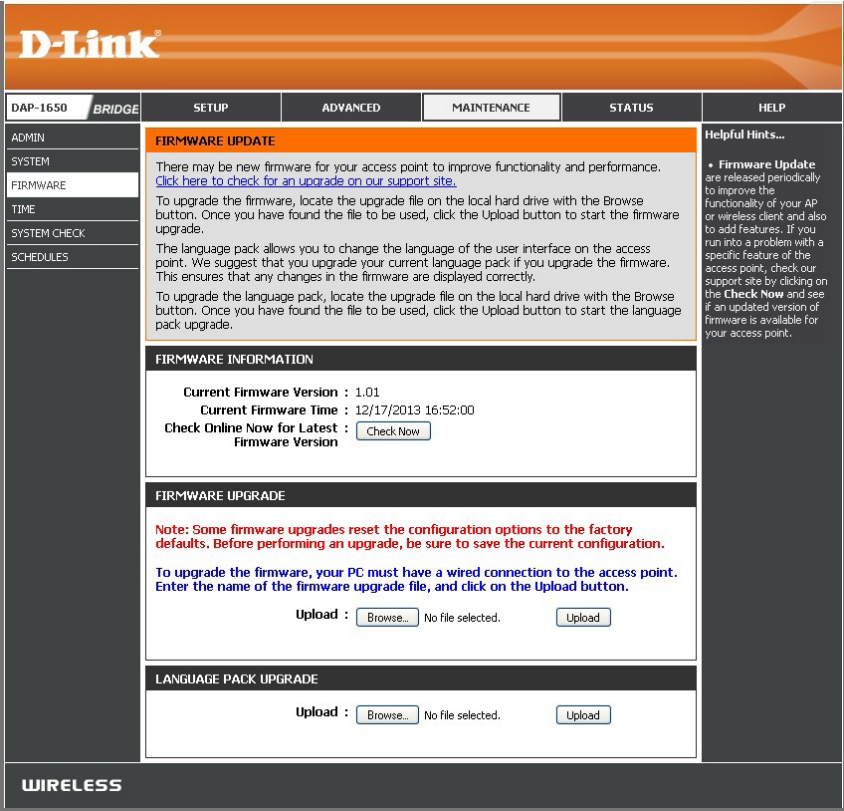 D-Link
DAP-1650 BRIDGE SETUP ADVANCED MAINTENANCE STATUS HELP
ADMIN
SYSTEM
FIRMWARE
TIME
SYSTEM CHECK
SCHEDULES
FIRMWARE UPDATE
There may be new firmware for your access point to improve functionality and performance.
Click here to check for an upgrade on our support site.
To upgrade the firmware, locate the upgrade file on the local hard drive with the Browse
button. Once you have found the file to be used, click the Upload button to start the firmware
upgrade.
The language pack allows you to change the language of the user interface on the access
point. We suggest that you upgrade your current language pack if you upgrade the firmware.
This ensures that any changes in the firmware are displayed correctly.
To upgrade the language pack, locate the upgrade file on the local hard drive with the Browse
button. Once you have found the file to be used, click the Upload button to start the language
pack upgrade.
FIRMWARE INFORMATION
Current Firmware Version : 1.01
Current Firmware Time : 12/17/2013 16:52:00
Check Online Now for Latest : Check Now
Firmware Version
FIRMWARE UPGRADE
Note: Some firmware upgrades reset the configuration options to the factory
defaults. Before performing an upgrade, be sure to save the current configuration.
To upgrade the firmware, your PC must have a wired connection to the access point.
Enter the name of the firmware upgrade file, and click on the Upload button.
Upload : Browse... No file selected. Upload
LANGUAGE PACK UPGRADE
Upload : Browse... No file selected. Upload
Helpful Hints...
• Firmware Update
are released periodically
to improve the
functionality of your AP
or wireless client and also
to add features. If you
run into a problem with a
specific feature of the
access point, check our
support site by clicking on
the Check Now and see
if an updated version of
firmware is available for
your access point.
WIRELESS